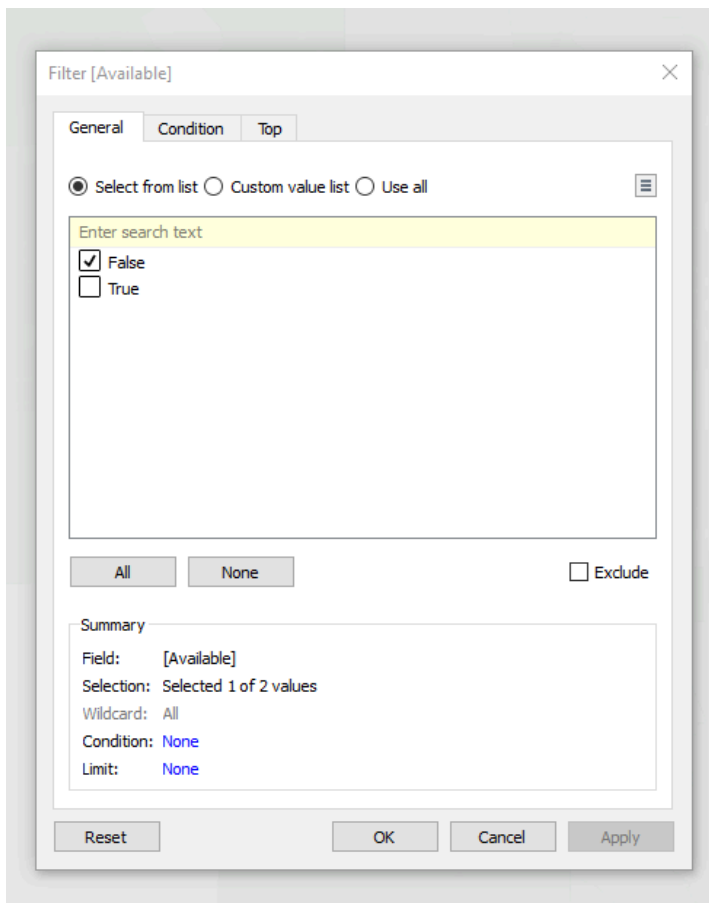 Filter [Available]
General Condition Top
Select from list Custom value list Use all
Enter search text
False
True
All None Exclude
Summary
Field: [Available]
Selection: Selected 1 of 2 values
Wildcard: All
Condition: None
Limit: None
Reset OK Cancel Apply